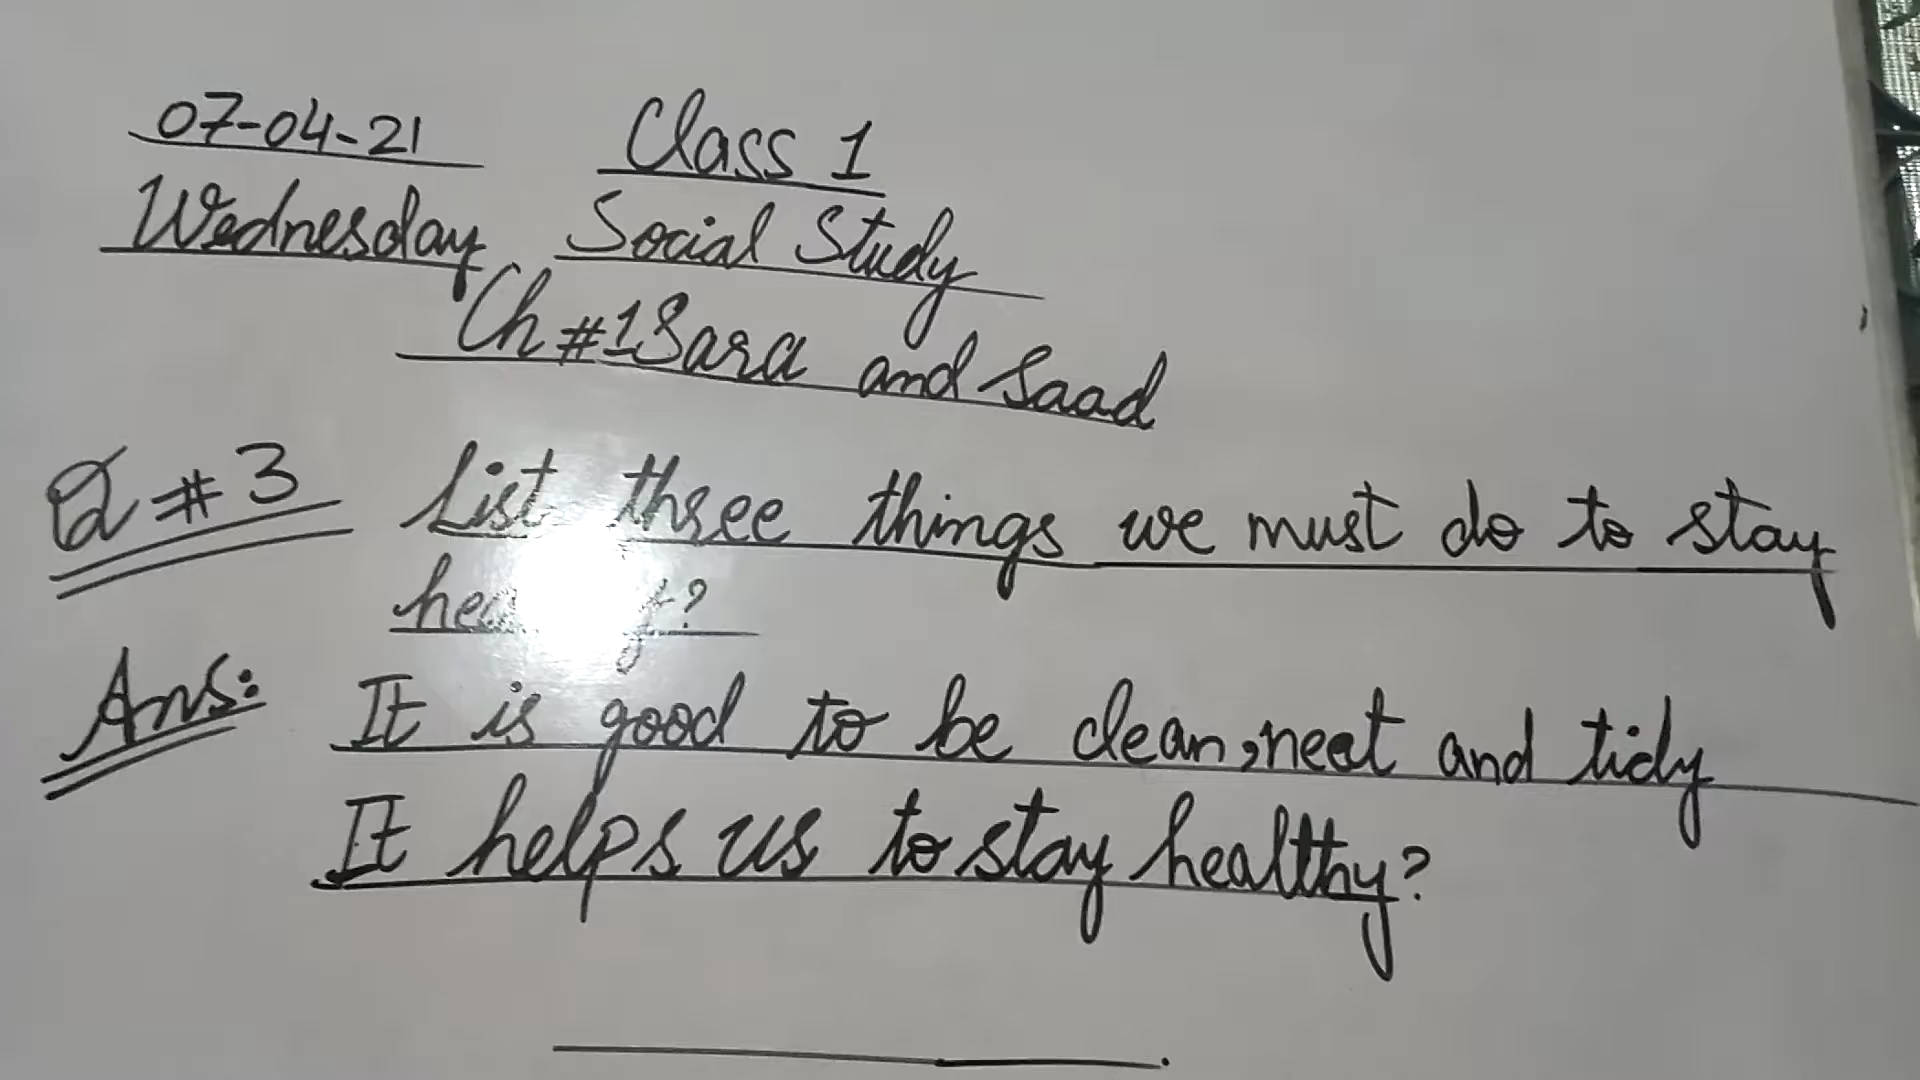 07-04-21 Class 1
Wednesday Social Study
Ch #1 Sara and Saad
Q # 3 List three things we must do to stay
?
Ans: It is good to be clean, neat and tidy
It helps us to stay healthy?